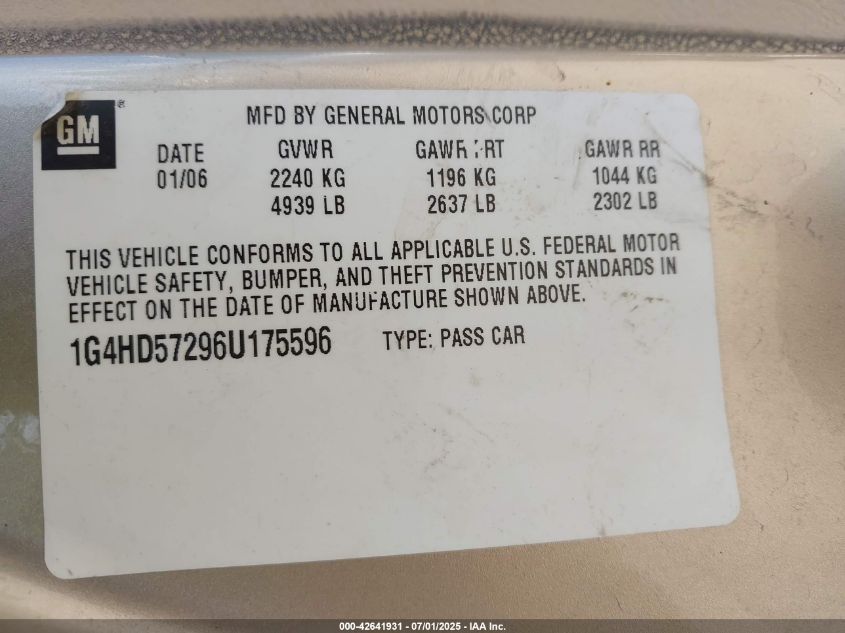 GM
®
MFD BY GENERAL MOTORS CORP
DATE GVWR GAWR FRT GAWR RR
01/06 2240 KG 1196 KG 1044 KG
4939 LB 2637 LB 2302 LB
THIS VEHICLE CONFORMS TO ALL APPLICABLE U.S. FEDERAL MOTOR
VEHICLE SAFETY, BUMPER, AND THEFT PREVENTION STANDARDS IN
EFFECT ON THE DATE OF MANUFACTURE SHOWN ABOVE.
1G4HD57296U175596 TYPE: PASS CAR
000-42641931 - 07/01/2025 - IAA Inc.